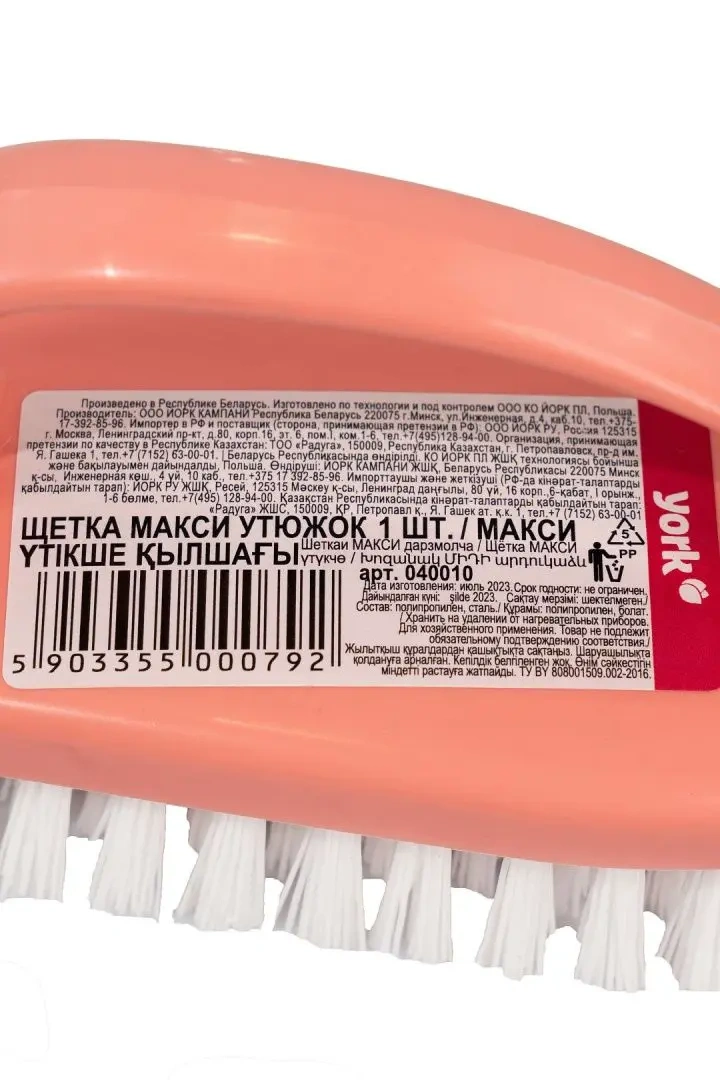 Произведено в Республике Беларусь. Изготовлено по технологии и под контролем ООО КО ЙОРК ПЛ, Польша.
Производитель: ООО ЙОРК КАМПАНИ Республика Беларусь 220075 г.Минск, ул.Инженерная, д.4, каб.10, тел.+375-
17-392-85-96. Импортер в РФ и поставщик (сторона, принимающая претензии в РФ): ООО ЙОРК РУ, Россия 125315
г. Москва, Ленинградский пр-кт, д.80, корп.16, эт. 6, пом.I, ком.1-6, тел.+7(495)128-94-00. Организация, принимающая
претензии по качеству в Республике Казахстан: ТОО «Радуга», 150009, Республика Казахстан, г. Петропавловск, пр-д им.
Я. Гашека 1, тел.+7 (7152) 63-00-01. | Беларусь Республикасында өндірілген. КО ЙОРК ПЛ ЖШҚ технологиясы бойынша
және бақылауымен дайындалды, Польша. Өндіруші: ЙОРК КАМПАНИ ЖШҚ, Беларусь Республикасы 220075 Минск
қ-сы, Инженерная көш., 4 үй, 10 каб., тел.+375 17 392-85-96. Импорттаушы және жеткізуші (РФ-да кінәрат-талаптарды
қабылдайтын тарап): ЙОРК РУ ЖШҚ, Ресей, 125315 Мәскеу қ-сы, Ленинград даңғылы, 80 үй, 16 корп.,6-қабат, I орынж.,
1-6 бөлме, тел.+7(495) 128-94-00. Қазақстан Республикасында кінәрат-талаптарды қабылдайтын тарап:
«Радуга» ЖШС, 150009, ҚР, Петропавл қ., Я. Гашек ат. қ.к. 1, тел.+7 (7152) 63-00-01
ЩЕТКА МАКСИ УТЮЖОК 1 ШТ. / МАКСИ
ҮТІКШЕ ҚЫЛШАҒЫ Щеткаи МАКСИ дарзмолча / Щётка МАКСИ
үтүкчө / Խոզանակ ՄԻԴԻ արդուկաձև
арт. 040010
Дата изготовления: июль 2023. Срок годности: не ограничен.
Дайындалған күні: şilde 2023. Сақтау мерзімі: шектелмеген./
Состав: полипропилен, сталь./ Құрамы: полипропилен, болат.
/Хранить на удалении от нагревательных приборов.
Для хозяйственного применения. Товар не подлежит
обязательному подтверждению соответствия./
Жылытқыш құралдардан қашықтықта сақтаңыз. Шаруашылықта
қолдануға арналған. Кепілдік белгіленген жоқ. Өнім сәйкестігін
міндетті растауға жатпайды. ТУ BY 808001509.002-2016.
5 903355 000792
5
PP
york